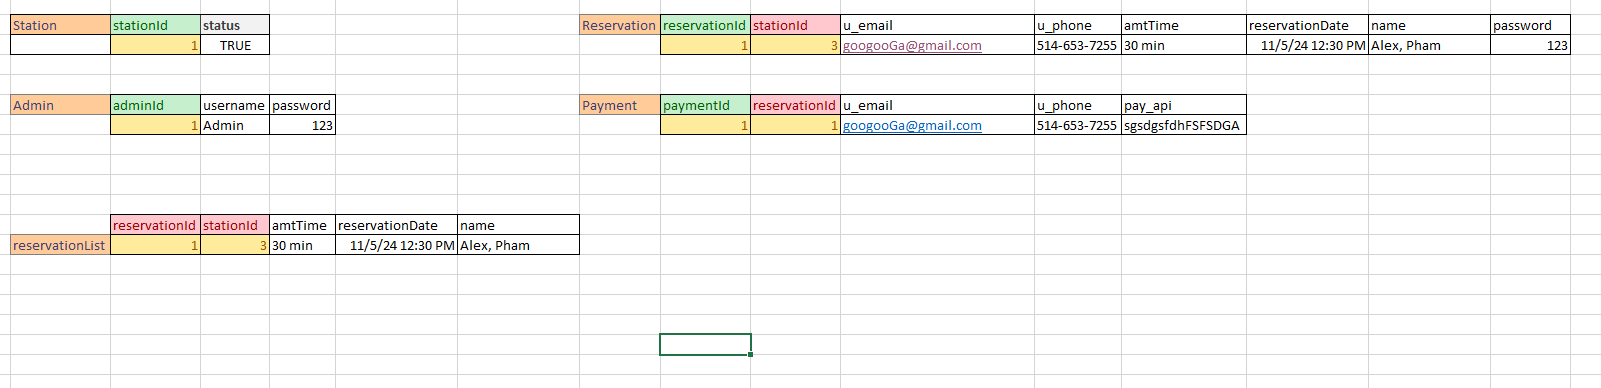 Station stationId status Reservation reservationId stationId u_email u_phone amtTime reservationDate name password
1 TRUE 1 3 googooGa@gmail.com 514-653-7255 30 min 11/5/24 12:30 PM Alex, Pham 123
Admin adminId username password Payment paymentId reservationId u_email u_phone pay_api
1 Admin 123 1 1 googooGa@gmail.com 514-653-7255 sgsdgsfdhFSFSDGA
reservationId stationId amtTime reservationDate name
reservationList 1 3 30 min 11/5/24 12:30 PM Alex, Pham